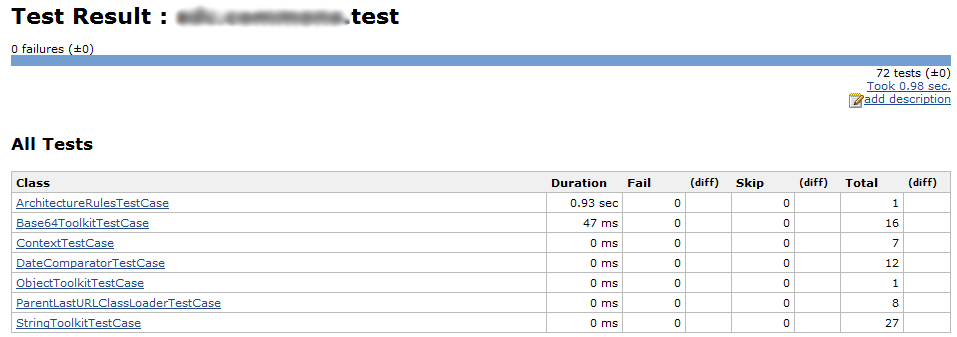 Test Result : .test
0 failures (±0)
72 tests (±0)
Took 0.98 sec.
add description
All Tests
Class Duration Fail (diff) Skip (diff) Total (diff)
ArchitectureRulesTestCase 0.93 sec 0 0 1
Base64ToolkitTestCase 47 ms 0 0 16
ContextTestCase 0 ms 0 0 7
DateComparatorTestCase 0 ms 0 0 12
ObjectToolkitTestCase 0 ms 0 0 1
ParentLastURLClassLoaderTestCase 0 ms 0 0 8
StringToolkitTestCase 0 ms 0 0 27